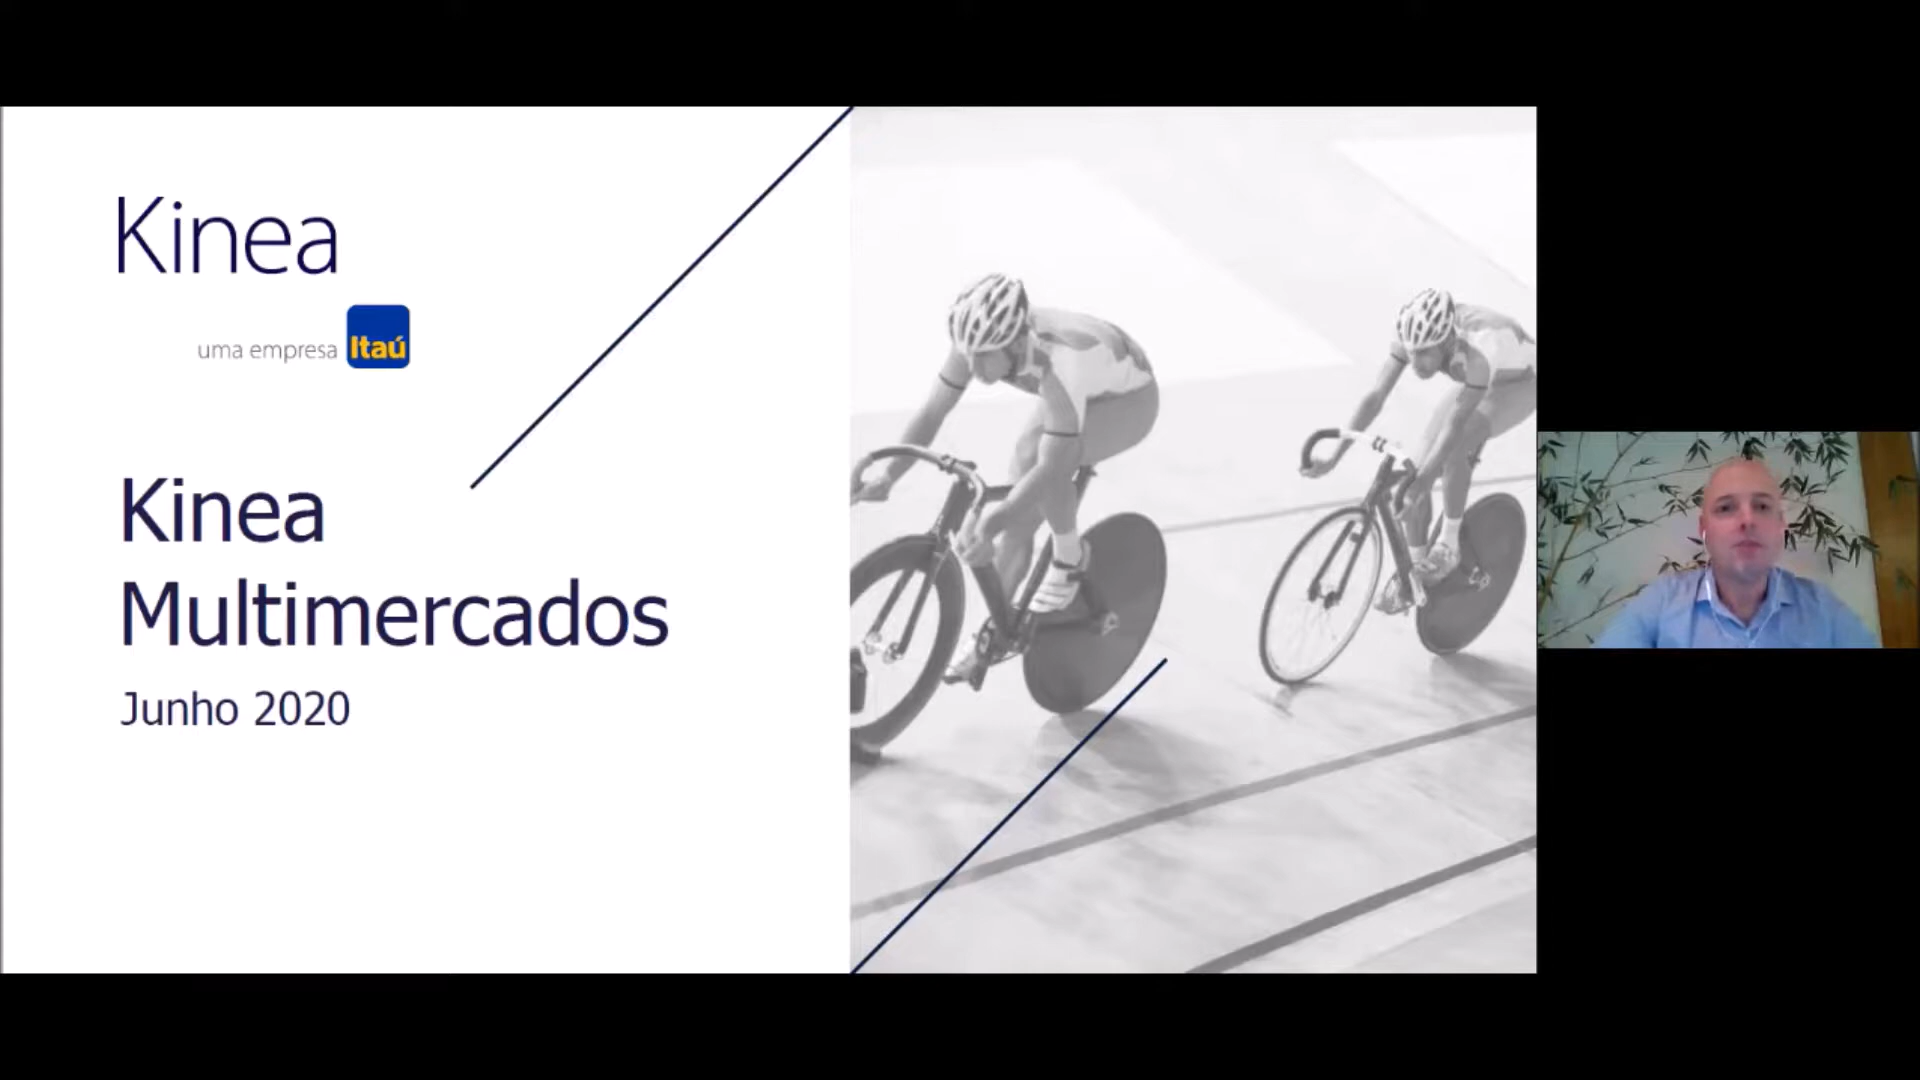 Kinea
uma empresa Itaú
Kinea
Multimercados
Junho 2020